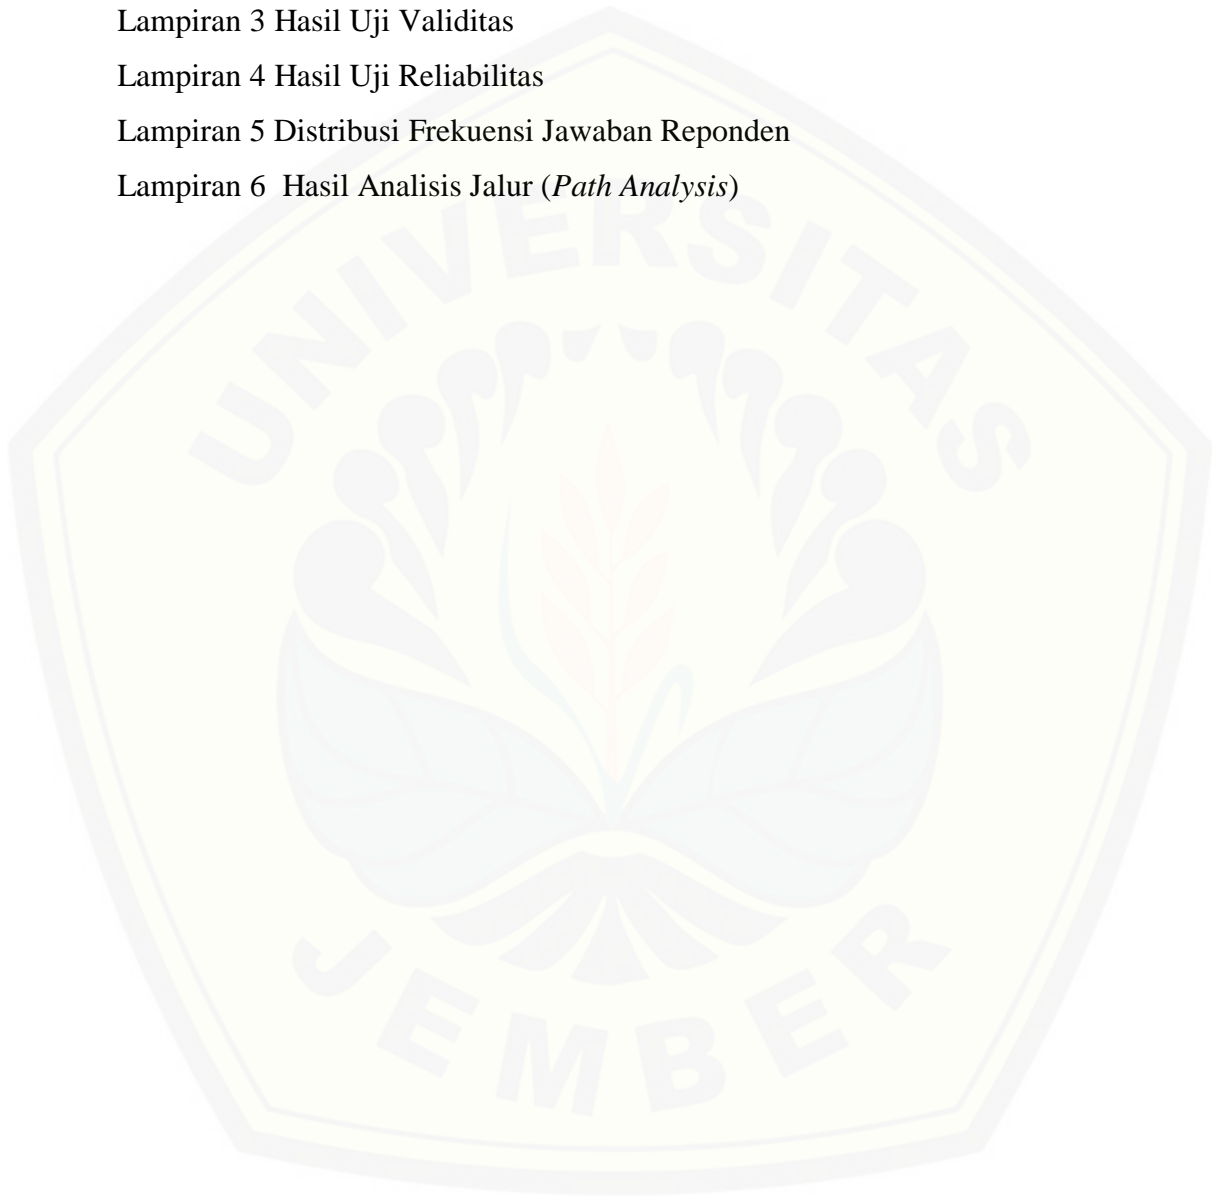 Lampiran 3 Hasil Uji Validitas
Lampiran 4 Hasil Uji Reliabilitas
Lampiran 5 Distribusi Frekuensi Jawaban Reponden
Lampiran 6  Hasil Analisis Jalur (Path Analysis)
UNIVERSITAS
JEMBER